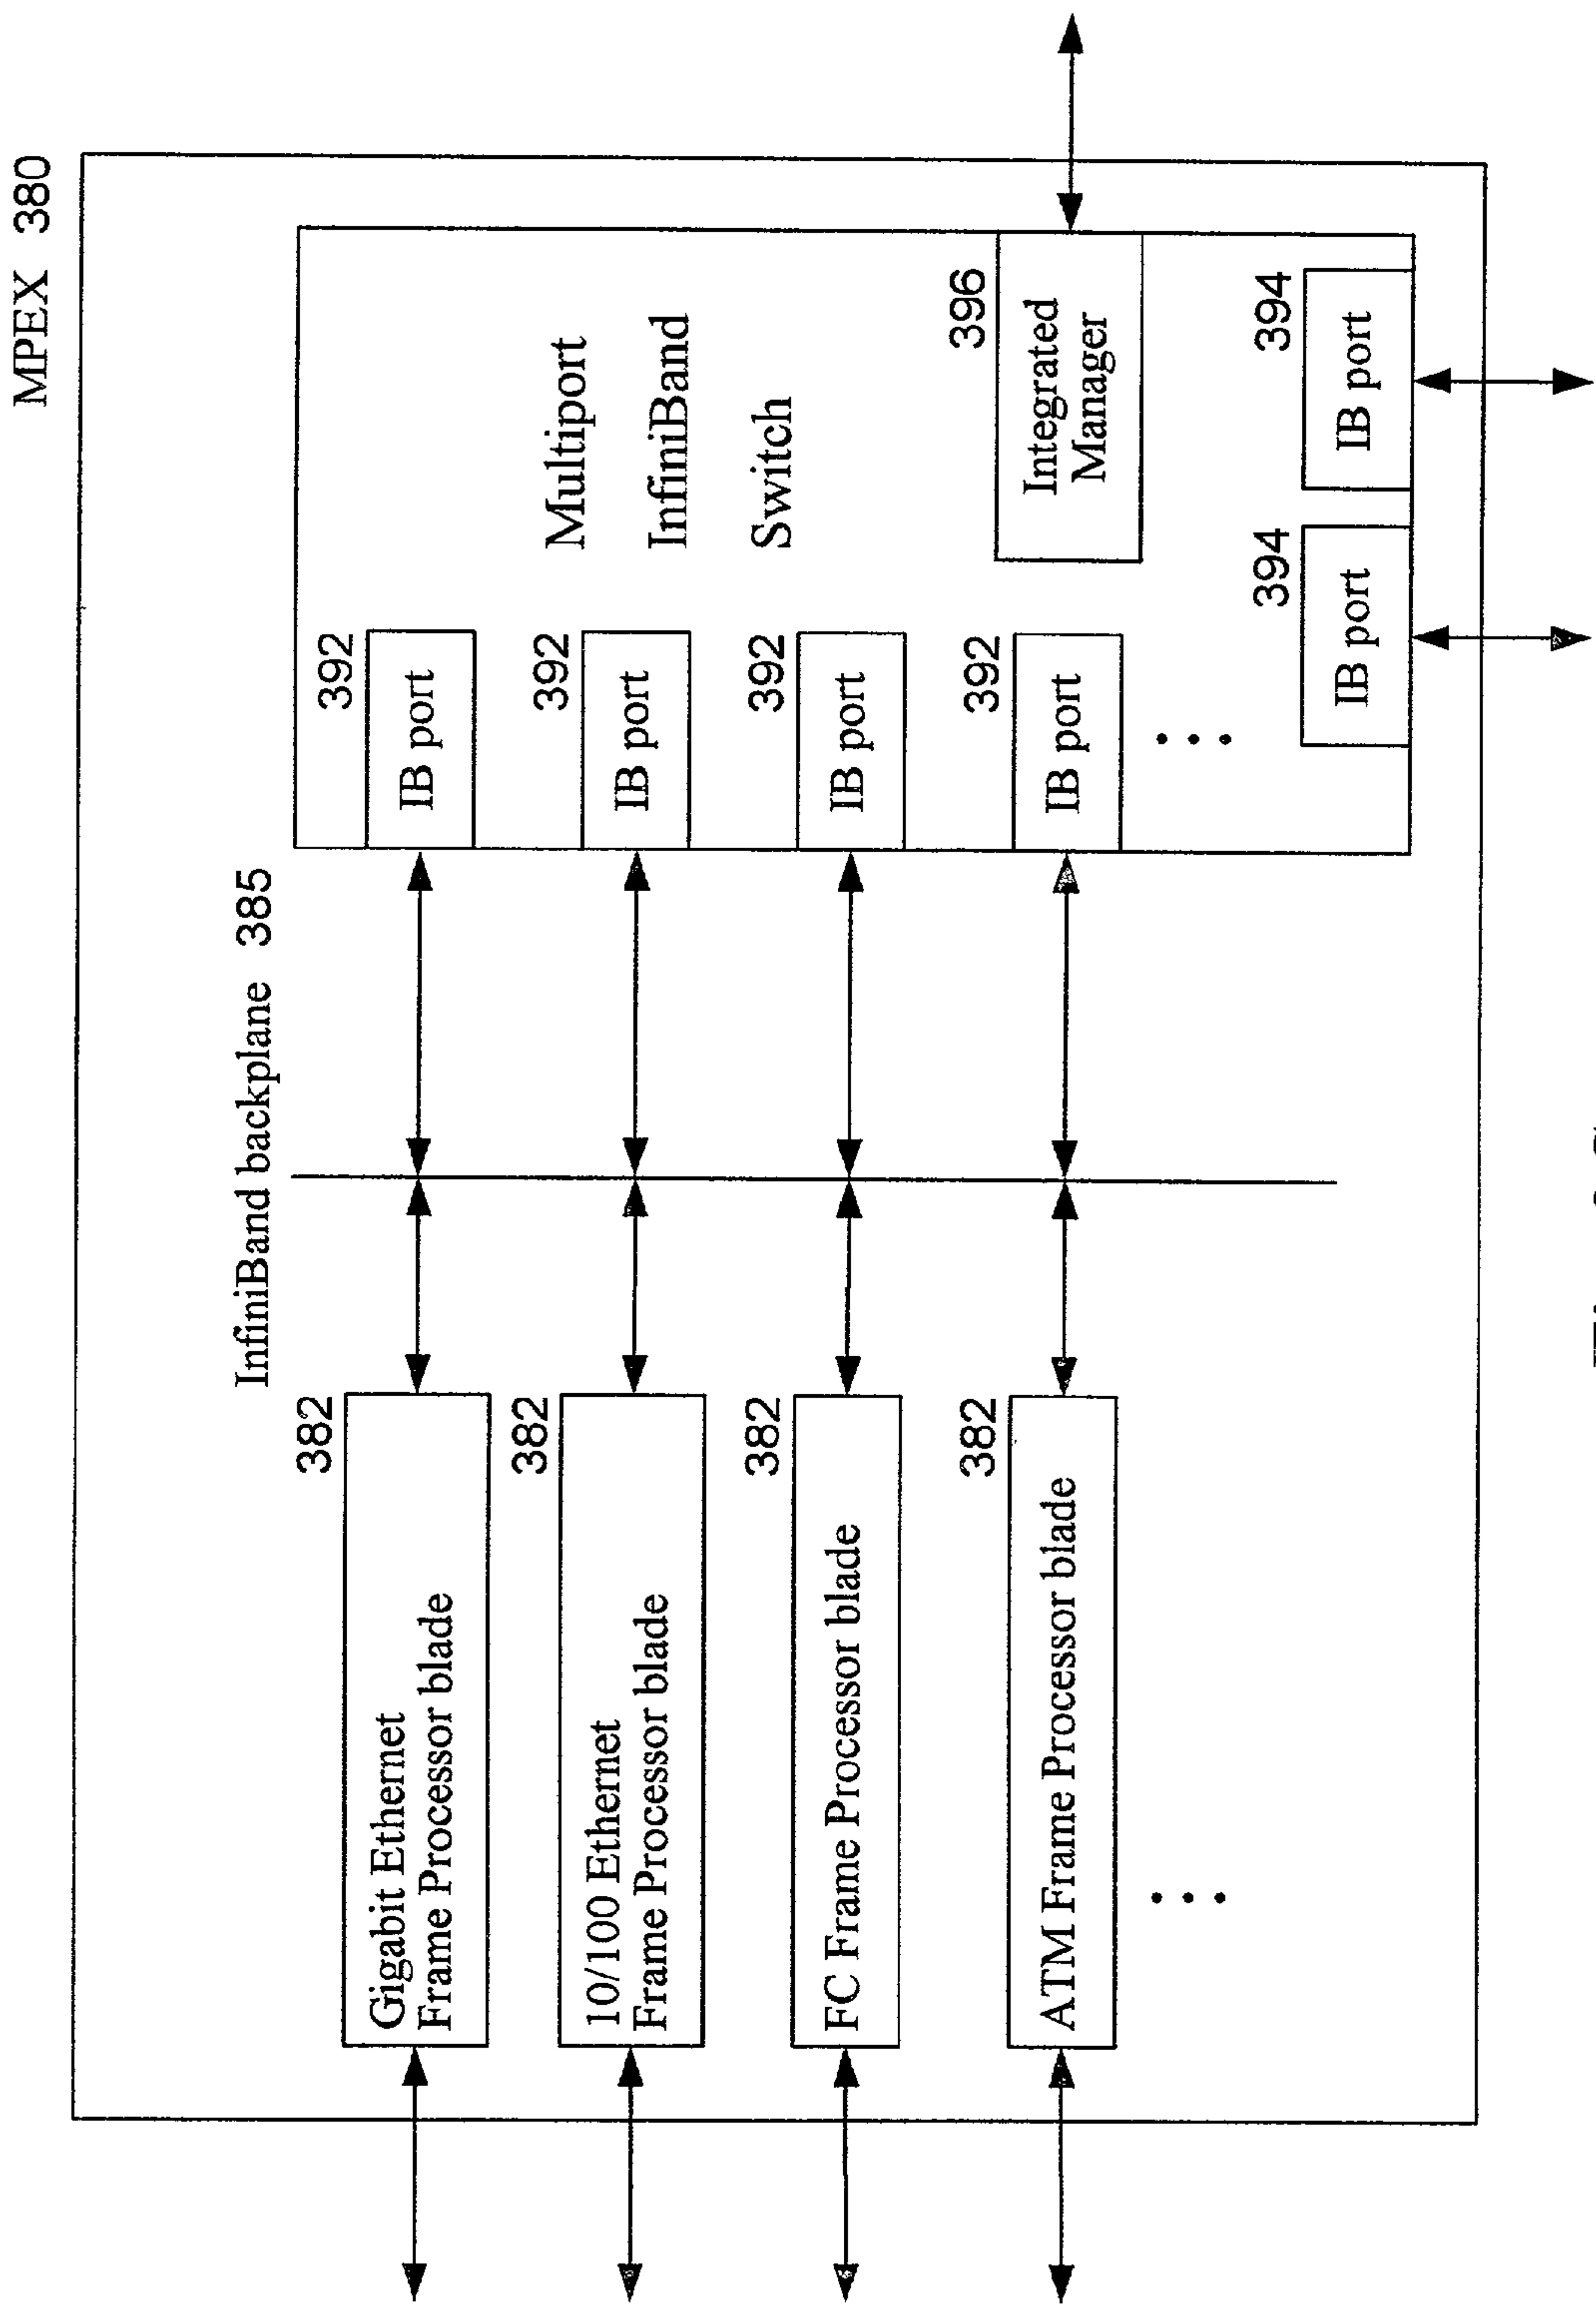 MPEX 380
InfiniBand backplane 385
382
Gigabit Ethernet
Frame Processor blade
382
10/100 Ethernet
Frame Processor blade
382
FC Frame Processor blade
382
ATM Frame Processor blade
392
IB port
392
IB port
392
IB port
392
IB port
Multiport
InfiniBand
Switch
396
Integrated
Manager
394
IB port
394
IB port